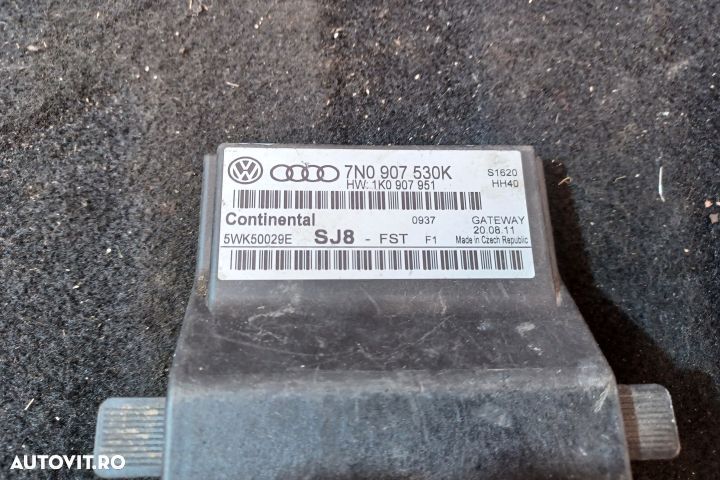 7N0 907 530K
HW: 1K0 907 951
S1620
HH40
Continental
0937
GATEWAY
20.08.11
5WK50029E SJ8 - FST F1
Made in Czech Republic
AUTOVIT.RO